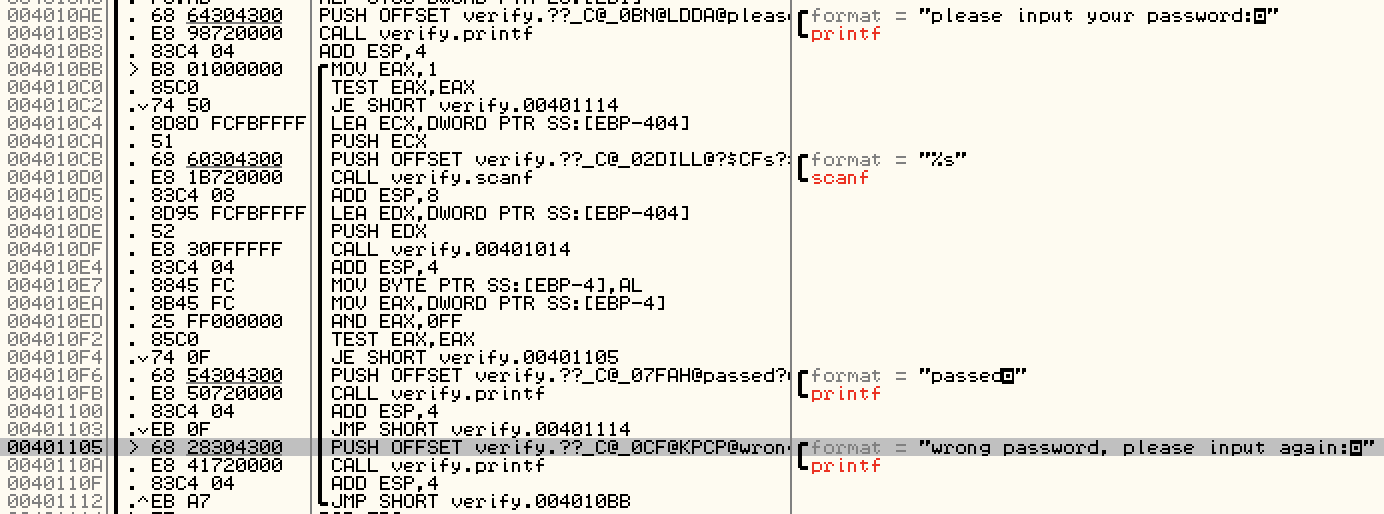 004010AE . 68 64304300 PUSH OFFSET verify.??_C@_0BN@LDDA@pleas format = "please input your password:"
004010B3 . E8 98720000 CALL verify.printf printf
004010B8 . 83C4 04 ADD ESP,4
004010BB > B8 01000000 MOV EAX,1
004010C0 . 85C0 TEST EAX,EAX
004010C2 .v74 50 JE SHORT verify.00401114
004010C4 . 8D8D FCFBFFFF LEA ECX,DWORD PTR SS:[EBP-404]
004010CA . 51 PUSH ECX
004010CB . 68 60304300 PUSH OFFSET verify.??_C@_02DILL@?$CFs?: format = "%s"
004010D0 . E8 1B720000 CALL verify.scanf scanf
004010D5 . 83C4 08 ADD ESP,8
004010D8 . 8D95 FCFBFFFF LEA EDX,DWORD PTR SS:[EBP-404]
004010DE . 52 PUSH EDX
004010DF . E8 30FFFFFF CALL verify.00401014
004010E4 . 83C4 04 ADD ESP,4
004010E7 . 8845 FC MOV BYTE PTR SS:[EBP-4],AL
004010EA . 8B45 FC MOV EAX,DWORD PTR SS:[EBP-4]
004010ED . 25 FF000000 AND EAX,0FF
004010F2 . 85C0 TEST EAX,EAX
004010F4 .v74 0F JE SHORT verify.00401105
004010F6 . 68 54304300 PUSH OFFSET verify.??_C@_07FAH@passed? format = "passed"
004010FB . E8 50720000 CALL verify.printf printf
00401100 . 83C4 04 ADD ESP,4
00401103 .vEB 0F JMP SHORT verify.00401114
00401105 > 68 28304300 PUSH OFFSET verify.??_C@_0CF@KPCP@wron format = "wrong password, please input again:"
0040110A . E8 41720000 CALL verify.printf printf
0040110F . 83C4 04 ADD ESP,4
00401112 .^EB A7 JMP SHORT verify.004010BB